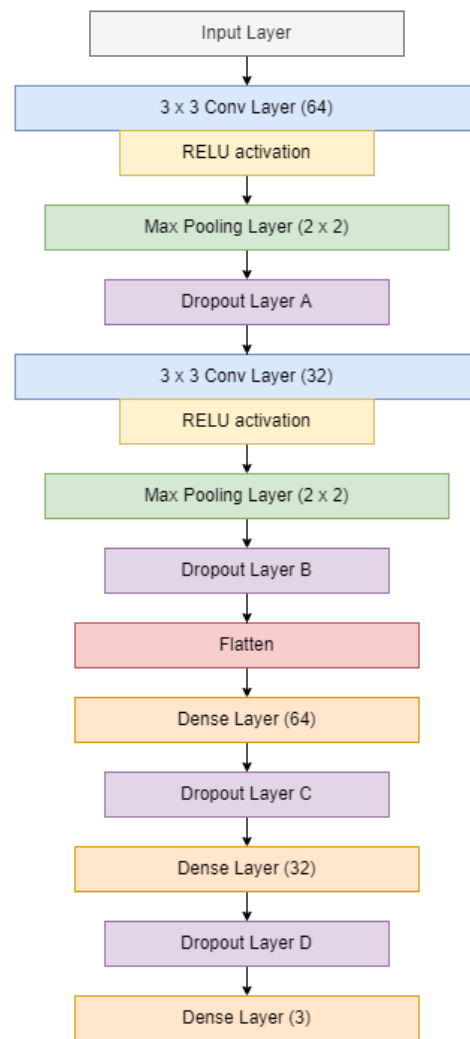 Input Layer
3 x 3 Conv Layer (64)
RELU activation
Max Pooling Layer (2 x 2)
Dropout Layer A
3 x 3 Conv Layer (32)
RELU activation
Max Pooling Layer (2 x 2)
Dropout Layer B
Flatten
Dense Layer (64)
Dropout Layer C
Dense Layer (32)
Dropout Layer D
Dense Layer (3)